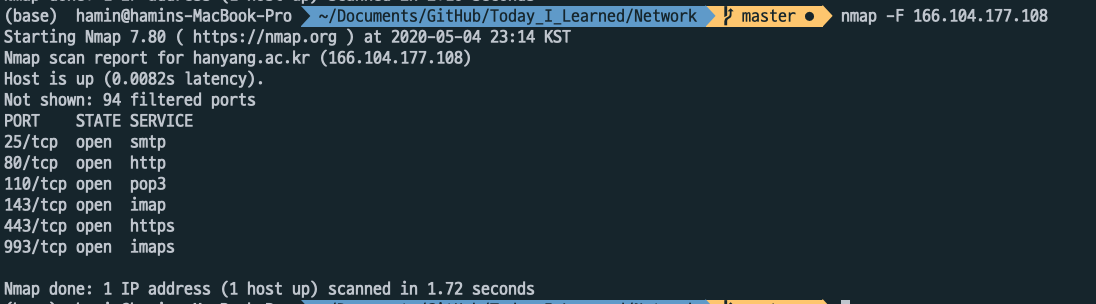 (base) hamin@hamins-MacBook-Pro ~/Documents/GitHub/Today_I_Learned/Network master ● nmap -F 166.104.177.108
Starting Nmap 7.80 ( https://nmap.org ) at 2020-05-04 23:14 KST
Nmap scan report for hanyang.ac.kr (166.104.177.108)
Host is up (0.0082s latency).
Not shown: 94 filtered ports
PORT STATE SERVICE
25/tcp open smtp
80/tcp open http
110/tcp open pop3
143/tcp open imap
443/tcp open https
993/tcp open imaps
Nmap done: 1 IP address (1 host up) scanned in 1.72 seconds